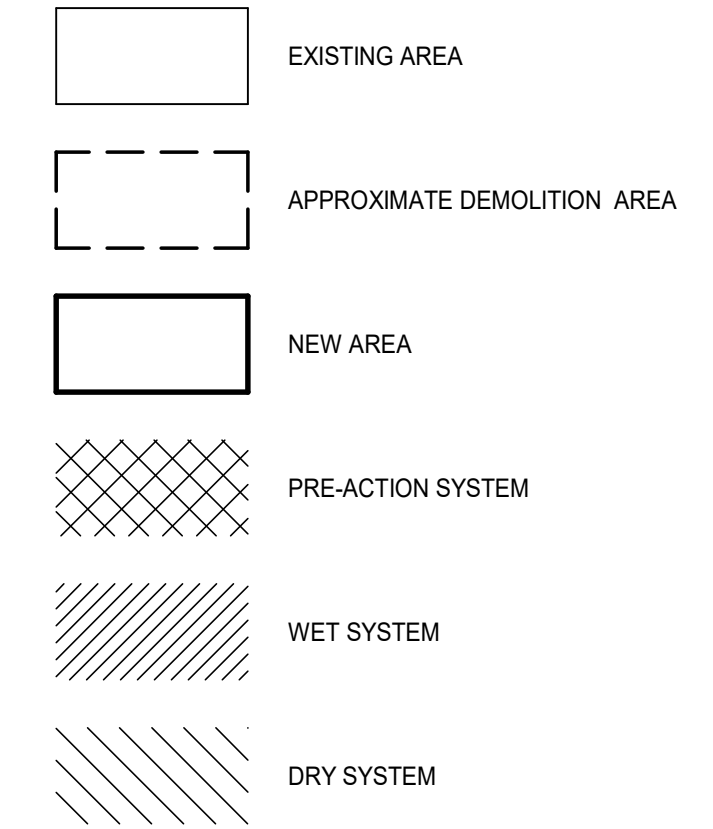 EXISTING AREA
APPROXIMATE DEMOLITION AREA
NEW AREA
PRE-ACTION SYSTEM
WET SYSTEM
DRY SYSTEM